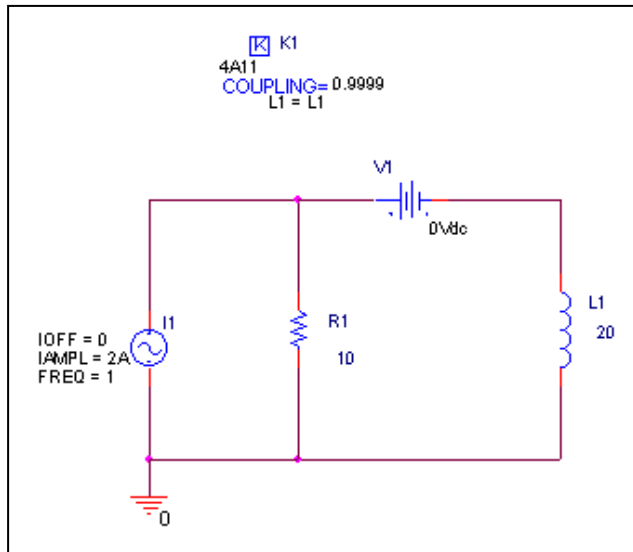 K K1
4A11
COUPLING= 0.9999
L1 = L1
V1
0Vdc
I1
IOFF = 0
IAMPL = 2A
FREQ = 1
R1
10
L1
20
0